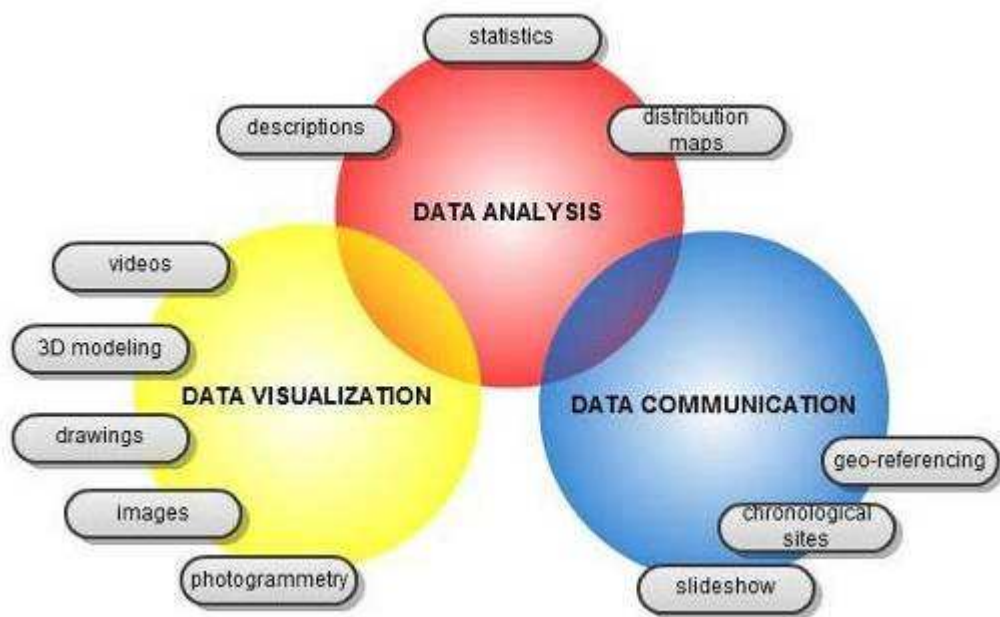 statistics
descriptions
distribution
maps
DATA ANALYSIS
videos
3D modeling
DATA VISUALIZATION
drawings
images
photogrammetry
DATA COMMUNICATION
geo-referencing
chronological
sites
slideshow